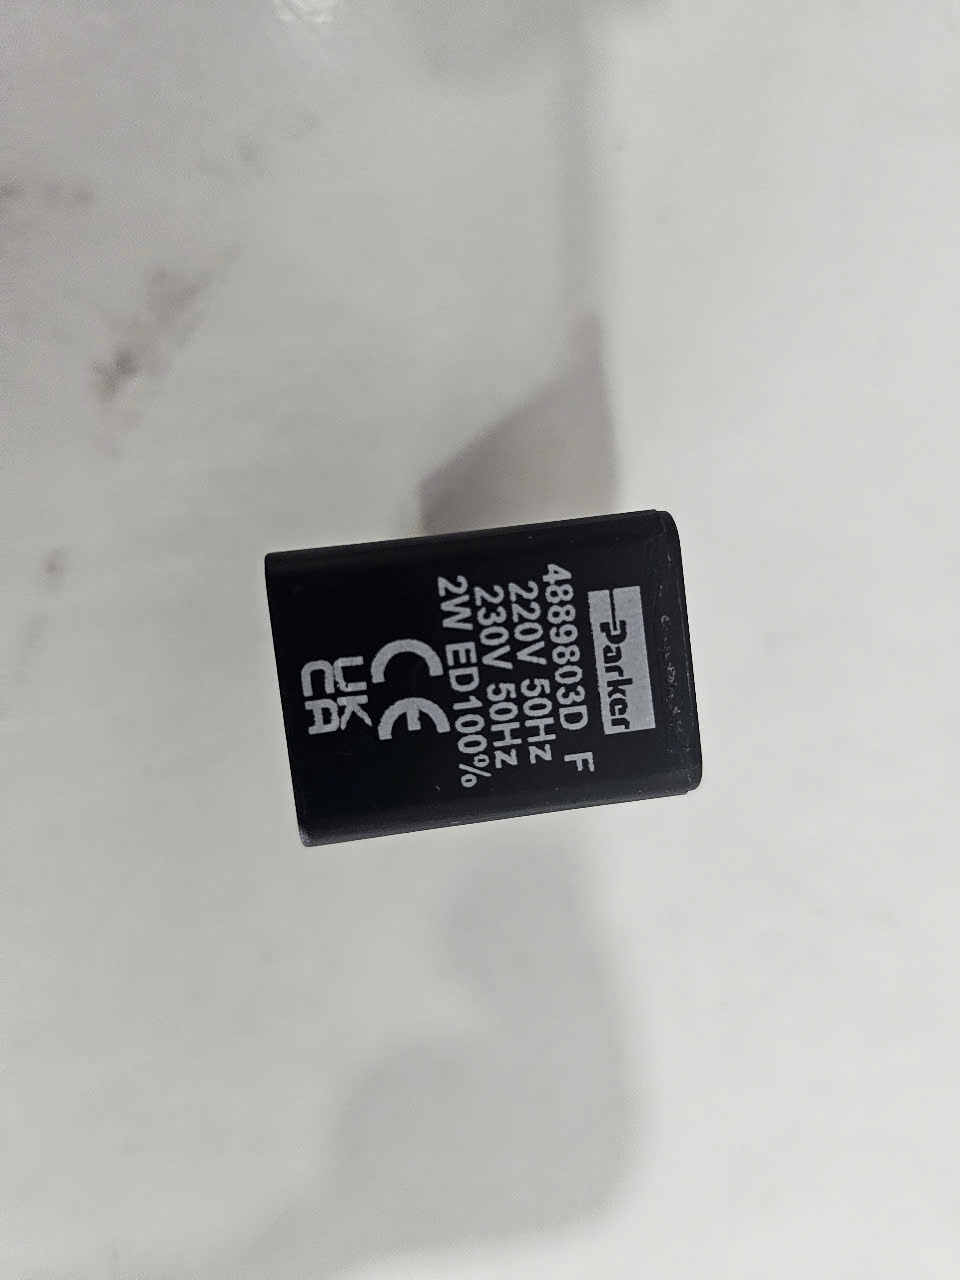 Parker
4889803D F
220V 50Hz
230V 50Hz
2W ED100%
CE
UK
CA